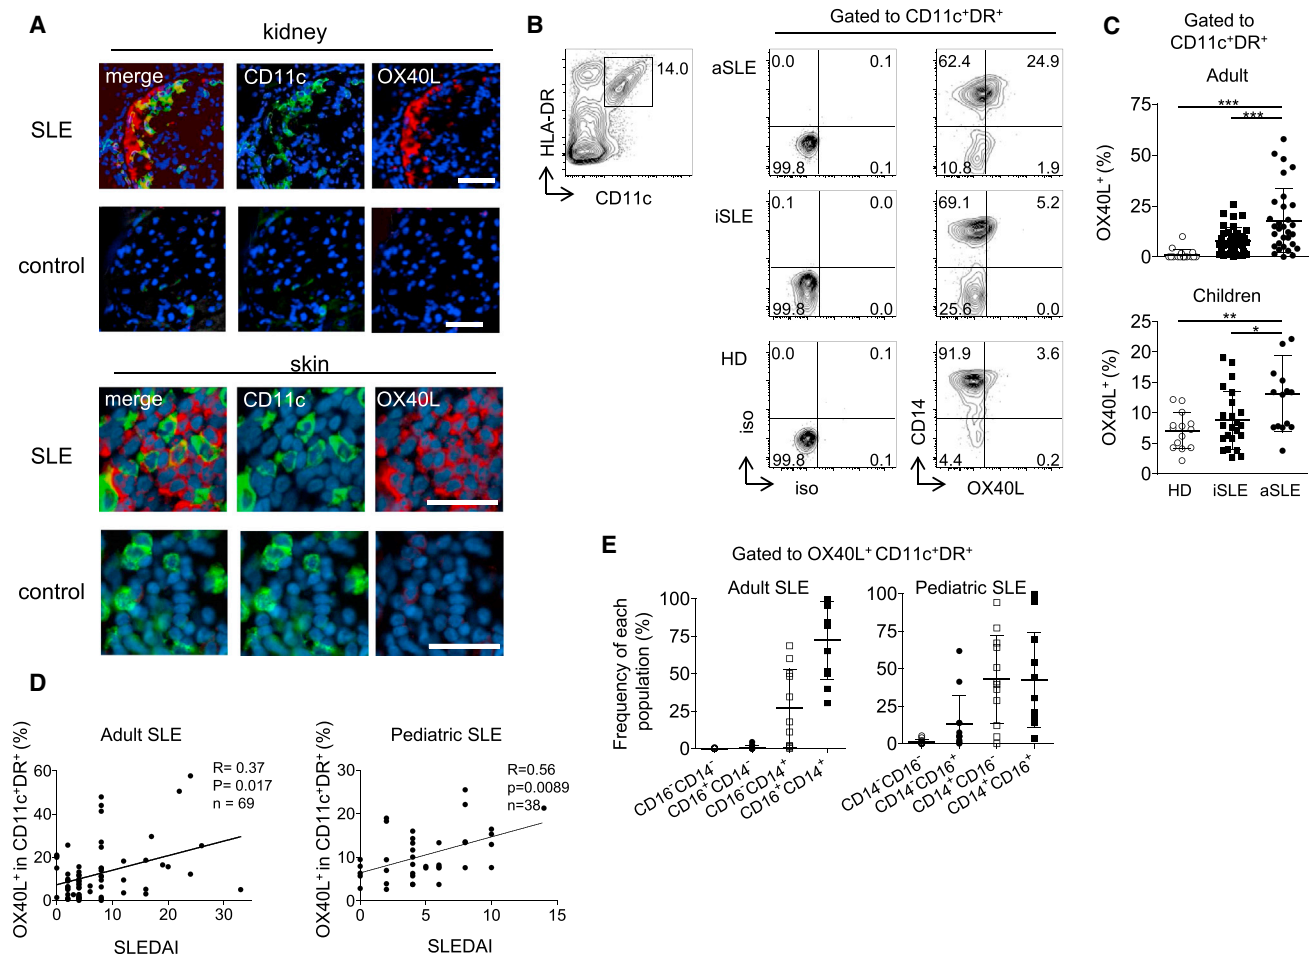 A
kidney
merge CD11c OX40L
SLE
control
skin
merge CD11c OX40L
SLE
control
B
Gated to CD11c⁺DR⁺
HLA-DR
14.0
CD11c
aSLE
0.0 0.1
99.8 0.1
62.4 24.9
10.8 1.9
iSLE
0.1 0.0
99.8 0.0
69.1 5.2
25.6 0.0
HD
0.0 0.1
99.8 0.1
91.9 3.6
4.4 0.2
iso
iso
CD14
OX40L
C
Gated to
CD11c⁺DR⁺
Adult
75
50
25
0
OX40L⁺ (%)
***
***
Children
25
20
15
10
5
0
OX40L⁺ (%)
**
*
HD iSLE aSLE
D
Adult SLE
R= 0.37
P= 0.017
n = 69
OX40L⁺ in CD11c⁺DR⁺ (%)
60
40
20
0
0 10 20 30
SLEDAI
Pediatric SLE
R=0.56
p=0.0089
n=38
OX40L⁺ in CD11c⁺DR⁺ (%)
30
20
10
0
0 5 10 15
SLEDAI
E
Gated to OX40L⁺ CD11c⁺DR⁺
Adult SLE
Frequency of each
population (%)
100
75
50
25
0
CD16⁻CD14⁻
CD16⁺CD14⁻
CD16⁻CD14⁺
CD16⁺CD14⁺
Pediatric SLE
100
75
50
25
0
CD14⁻CD16⁻
CD14⁻CD16⁺
CD14⁺CD16⁻
CD14⁺CD16⁺